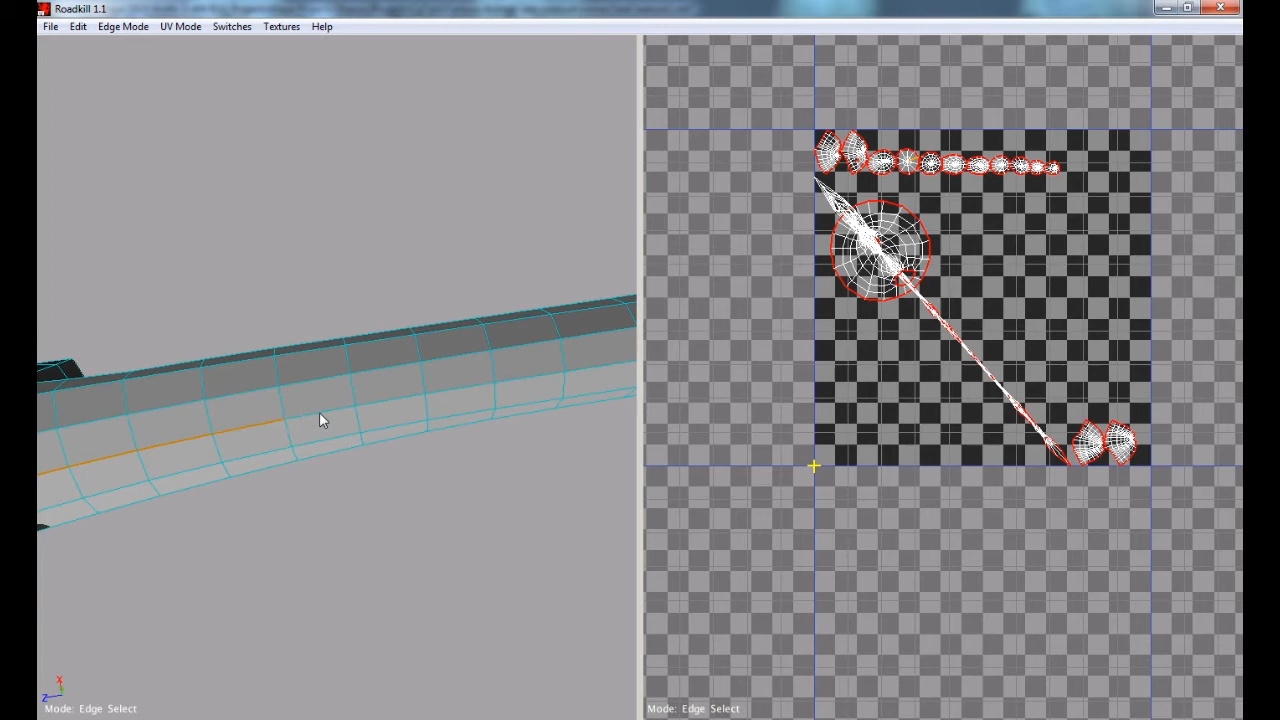 Roadkill 1.1
File Edit Edge Mode UV Mode Switches Textures Help
X
Z
Mode: Edge Select
Mode: Edge Select